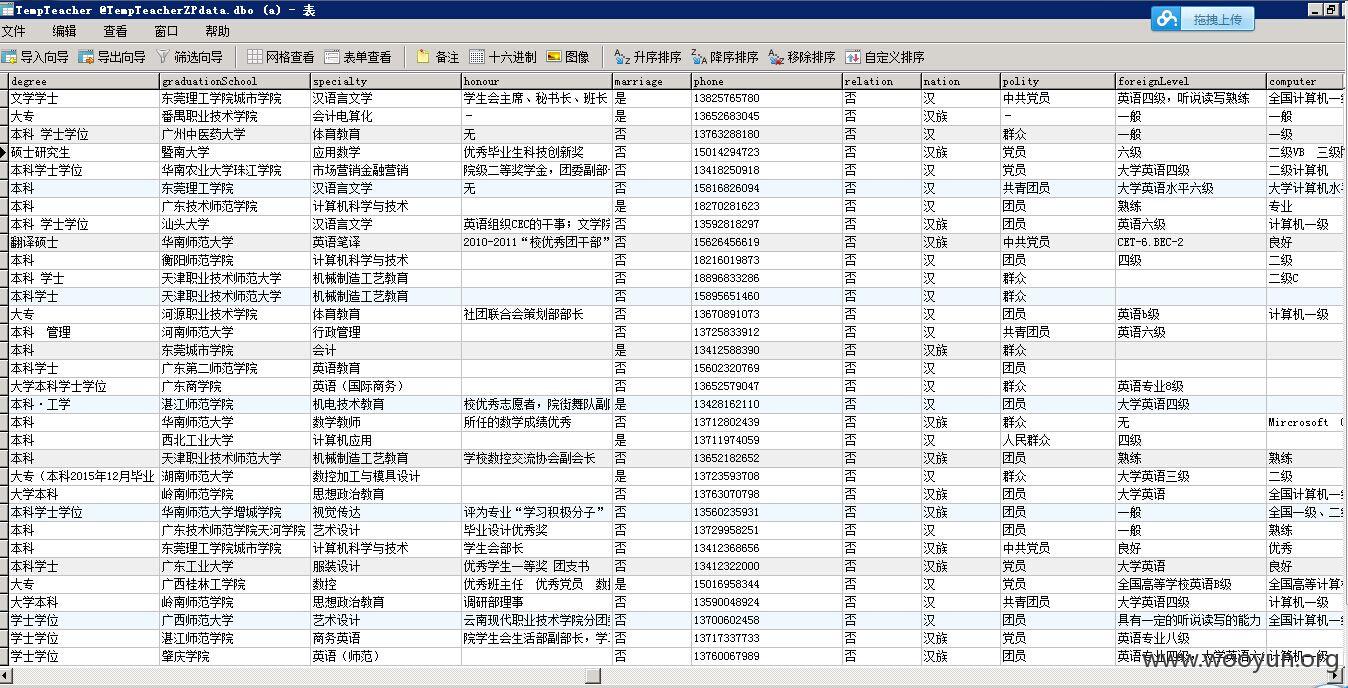 TempTeacher @TempTeacherZPdata.dbo (a) - 表
拖拽上传
文件 编辑 查看 窗口 帮助
导入向导 导出向导 筛选向导 网格查看 表单查看 备注 十六进制 图像 升序排序 降序排序 移除排序 自定义排序
degree graduationSchool specialty honour marriage phone relation nation polity foreignLevel computer
文学学士 东莞理工学院城市学院 汉语言文学 学生会主席、秘书长、班长 是 13825765780 否 汉 中共党员 英语四级，听说读写熟练 全国计算机一
大专 番禺职业技术学院 会计电算化 - 是 13652683045 否 汉族 - 一般 一般
本科 学士学位 广州中医药大学 体育教育 无 否 13763288180 否 汉 群众 一般 一级
硕士研究生 暨南大学 应用数学 优秀毕业生科技创新奖 否 15014294723 否 汉族 党员 六级 二级VB 三级
本科学士学位 华南农业大学珠江学院 市场营销金融营销 院级二等奖学金，团委副部 否 13418250918 否 汉 党员 大学英语四级 二级计算机
本科 东莞理工学院 汉语言文学 无 否 15816826094 否 汉 共青团员 大学英语水平六级 大学计算机水
本科 广东技术师范学院 计算机科学与技术 是 18270281623 否 汉 团员 熟练 专业
本科 学士学位 汕头大学 汉语言文学 英语组织CEC的干事；文学院 否 13592818297 否 汉族 团员 英语六级 计算机一级
翻译硕士 华南师范大学 英语笔译 2010-2011“校优秀团干部” 否 15626456619 否 汉族 中共党员 CET-6.BEC-2 良好
本科 衡阳师范学院 计算机科学与技术 否 18216019873 否 汉 团员 四级 二级
本科 学士 天津职业技术师范大学 机械制造工艺教育 否 18896833286 否 汉 群众 二级C
本科学士 天津职业技术师范大学 机械制造工艺教育 否 15895651460 否 汉 群众
大专 河源职业技术学院 体育教育 社团联合会策划部部长 否 13670891073 否 汉 团员 英语b级 计算机一级
本科 管理 河南师范大学 行政管理 否 13725833912 否 汉 共青团员 英语六级
本科 东莞城市学院 会计 是 13412588390 否 汉族 群众
本科学士 广东第二师范学院 英语教育 否 15602320769 否 汉 团员
大学本科学士学位 广东商学院 英语（国际商务） 否 13652579047 否 汉 群众 英语专业8级
本科·工学 湛江师范学院 机电技术教育 校优秀志愿者，院街舞队副 是 13428162110 否 汉 团员 大学英语四级
本科 华南师范大学 数学教师 所任的数学成绩优秀 否 13712802439 否 汉族 群众 无 Mircrosoft
本科 西北工业大学 计算机应用 是 13711974059 否 汉 人民群众 四级
本科 天津职业技术师范大学 机械制造工艺教育 学校数控交流协会副会长 否 13652182652 否 汉族 团员 熟练 熟练
大专（本科2015年12月毕业 湖南师范大学 数控加工与模具设计 是 13723593708 否 汉 群众 大学英语三级 二级
大学本科 岭南师范学院 思想政治教育 否 13763070798 否 汉族 团员 大学英语 全国计算机一
本科学士学位 华南师范大学增城学院 视觉传达 评为专业“学习积极分子” 否 13560235931 否 汉族 团员 一般 全国一级、二
本科 广东技术师范学院天河学院 艺术设计 毕业设计优秀奖 否 13729958251 否 汉 团员 一般 熟练
本科 东莞理工学院城市学院 计算机科学与技术 学生会部长 否 13412368656 否 汉族 中共党员 良好 优秀
本科学士 广东工业大学 服装设计 优秀学生一等奖 团支书 否 13412322000 否 汉族 党员 大学英语 良好
大专 广西桂林工学院 数控 优秀班主任 优秀党员 数 是 15016958344 否 汉 党员 全国高等学校英语B级 全国高等计算
大学本科 岭南师范学院 思想政治教育 调研部理事 否 13590048924 否 汉 共青团员 大学英语四级 计算机一级
学士学位 广西师范大学 艺术设计 云南现代职业技术学院分团 否 13700602458 否 汉 团员 具有一定的听说读写的能力 全国计算机一
学士学位 湛江师范学院 商务英语 院学生会生活部副部长，学 否 13717337733 否 汉族 党员 英语专业八级
学士学位 肇庆学院 英语（师范） 否 13760067989 否 汉族 团员 英语专业四级，大学英语六 计算机一级
www.wooyun.org